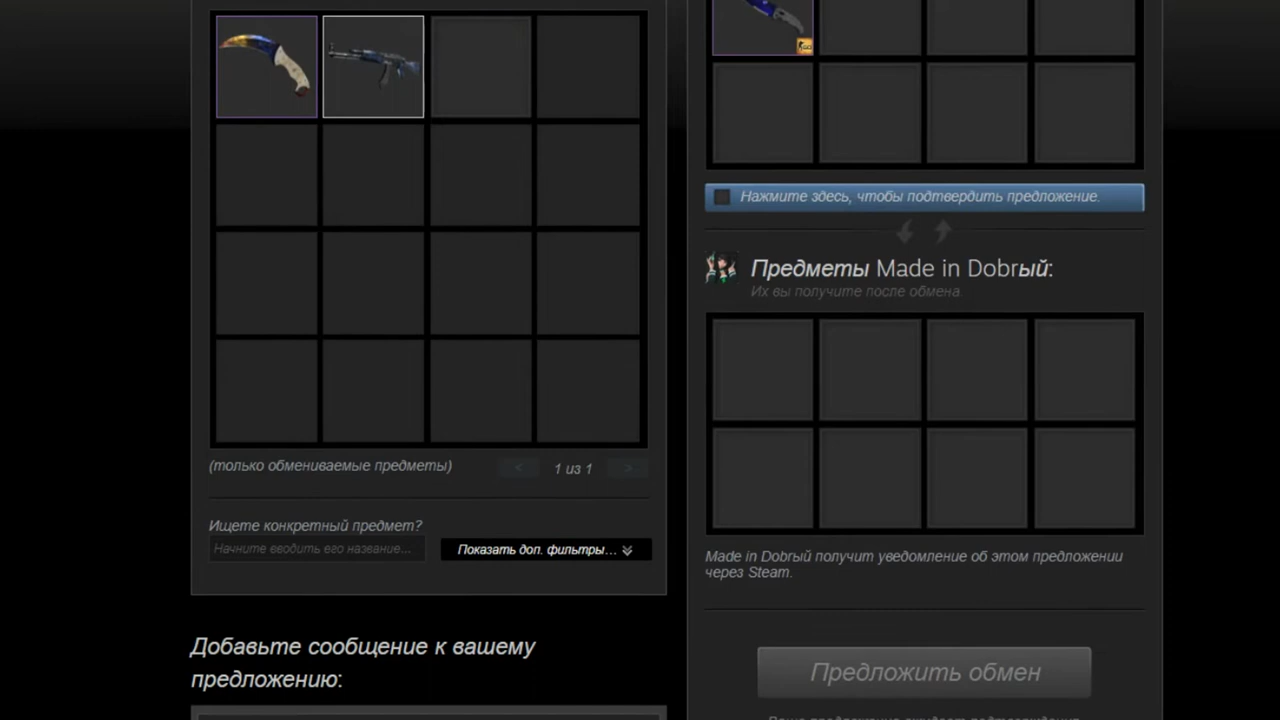 (только обмениваемые предметы)
<
1 из 1
>
Ищете конкретный предмет?
Начните вводить его название...
Показать доп. фильтры...
Добавьте сообщение к вашему
предложению:
Нажмите здесь, чтобы подтвердить предложение.
Предметы Made in Dobrый:
Их вы получите после обмена.
Made in Dobrый получит уведомление об этом предложении
через Steam.
Предложить обмен